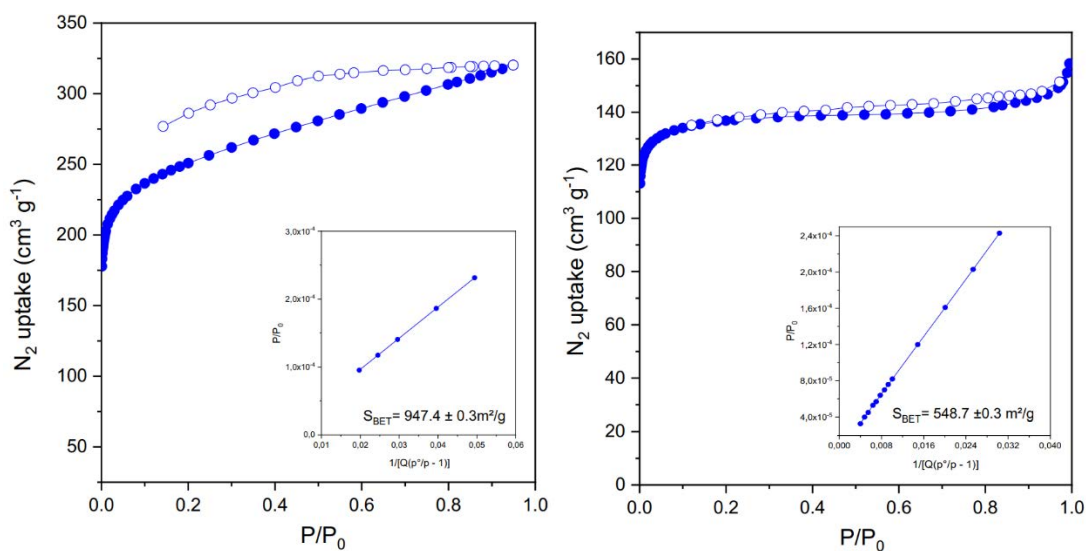 350
300
250
200
150
100
50
N₂ uptake (cm³ g⁻¹)
0.0 0.2 0.4 0.6 0.8 1.0
P/P₀
3,0x10⁻⁴
2,0x10⁻⁴
1,0x10⁻⁴
0,0
P/P₀
0,01 0,02 0,03 0,04 0,05 0,06
1/[Q(p°/p - 1)]
S_BET= 947.4 ± 0.3m²/g
160
140
120
100
80
60
40
20
0
N₂ uptake (cm³ g⁻¹)
0.0 0.2 0.4 0.6 0.8 1.0
P/P₀
2,4x10⁻⁴
2,0x10⁻⁴
1,6x10⁻⁴
1,2x10⁻⁴
8,0x10⁻⁵
4,0x10⁻⁵
P/P₀
0,000 0,008 0,016 0,024 0,032 0,040
1/[Q(p°/p - 1)]
S_BET= 548.7 ±0.3 m²/g